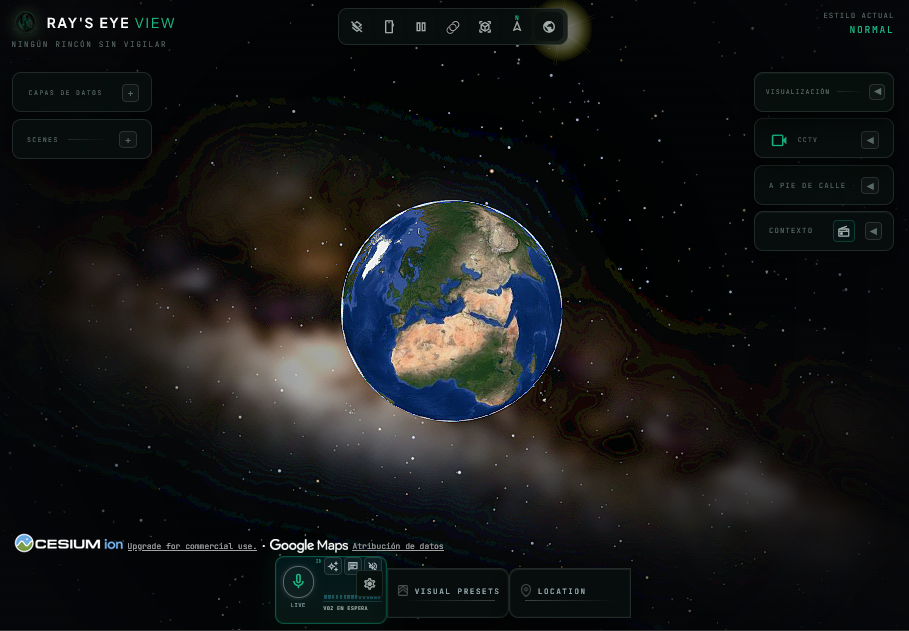 RAY'S EYE VIEW
NINGÚN RINCÓN SIN VIGILAR
N
ESTILO ACTUAL
NORMAL
CAPAS DE DATOS +
SCENES +
VISUALIZACIÓN
CCTV
A PIE DE CALLE
CONTEXTO
CESIUM ion Upgrade for commercial use. • Google Maps Atribución de datos
LIVE
VOZ EN ESPERA
VISUAL PRESETS
LOCATION